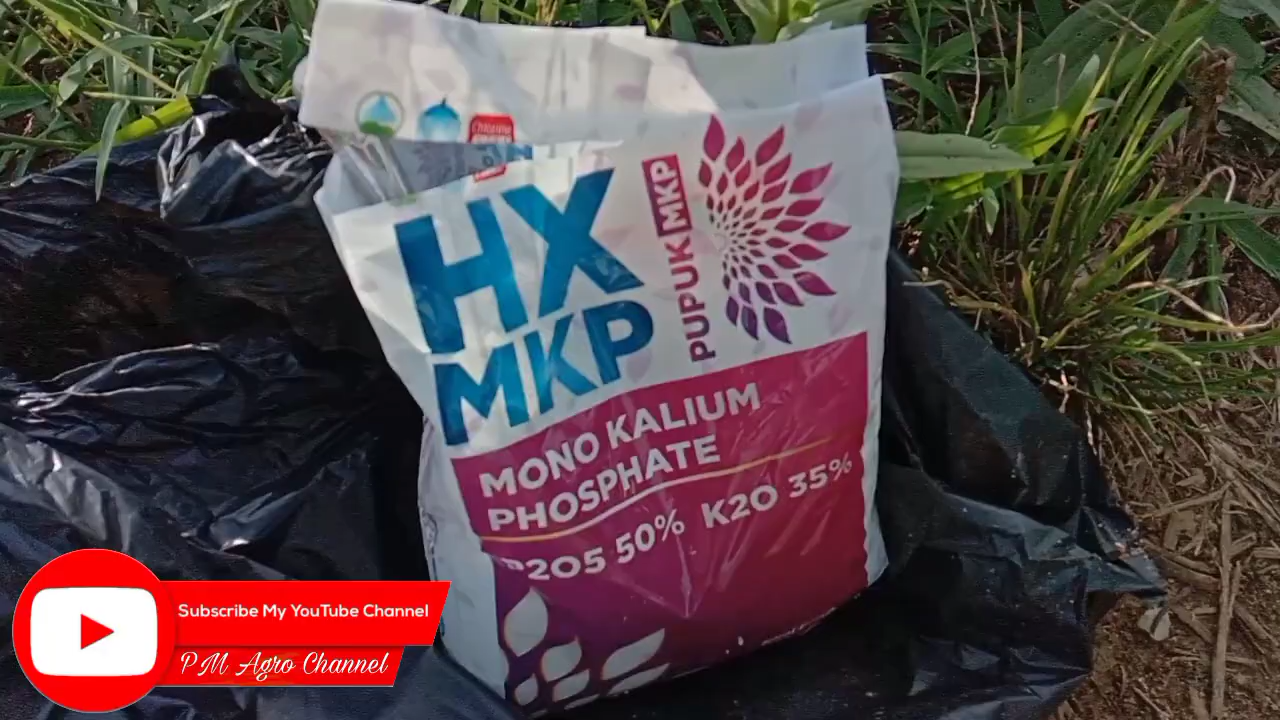 HX
MKP
PUPUK MKP
MONO KALIUM
PHOSPHATE
P2O5 50% K2O 35%
Subscribe My YouTube Channel
PM Agro Channel